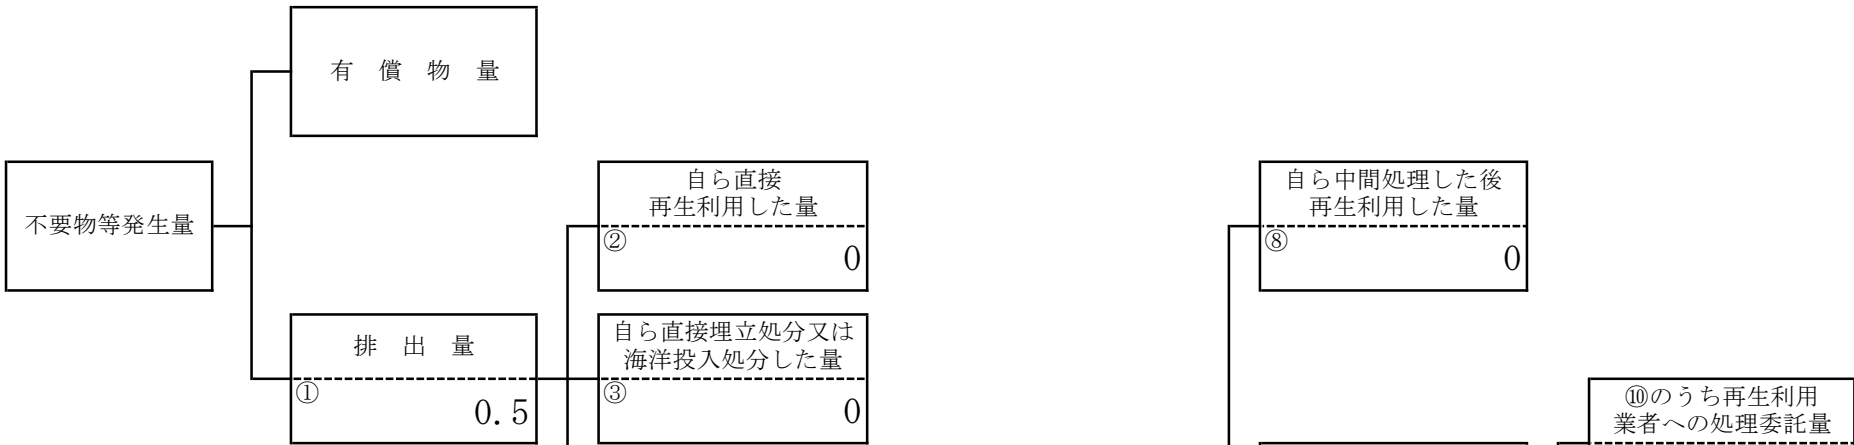 有償物量
不要物等発生量
自ら直接
再生利用した量
②
0
自ら中間処理した後
再生利用した量
⑧
0
排出量
①
0.5
自ら直接埋立処分又は
海洋投入処分した量
③
0
⑩のうち再生利用
業者への処理委託量